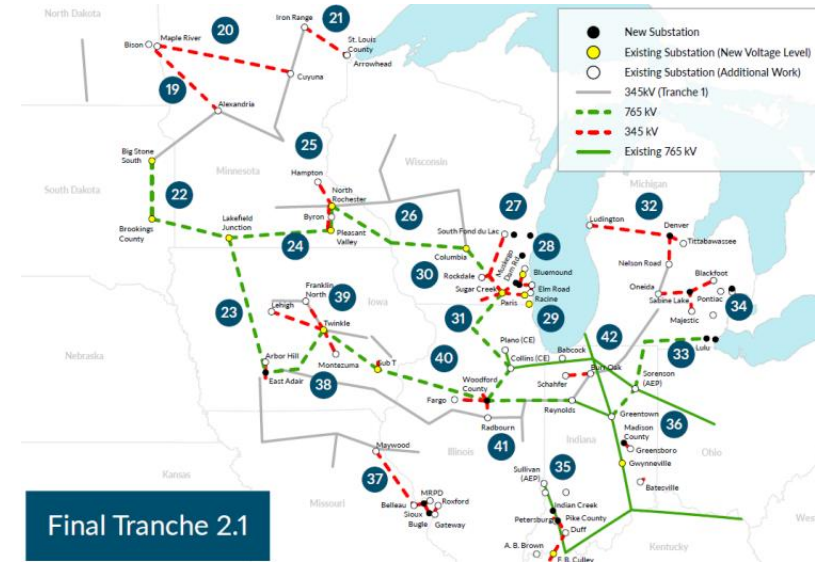 North Dakota
Iron Range
21
20
Maple River
Bison
St. Louis
County
Arrowhead
Cuyuna
19
Alexandria
New Substation
Existing Substation (New Voltage Level)
Existing Substation (Additional Work)
345kV (Tranche 1)
765 kV
345 kV
Existing 765 kV
Big Stone
South
25
Minnesota
Hampton
Wisconsin
Michigan
South Dakota
22
North
Rochester
26
27
32
Ludington
Denver
Tittabawassee
Brookings
County
Lakefield
Junction
Byron
Pleasant
Valley
24
South Fond du Lac
Columbia
28
Muskego
Dam Rd
Bluemound
Nelson Road
30
Rockdale
Sugar Creek
Elm Road
Paris
Racine
29
Blackfoot
Oneida
Pontiac
Sabine Lake
Majestic
34
23
Franklin
North
39
Iowa
Lehigh
Twinkle
31
42
33
Lulu
Nebraska
Arbor Hill
Montezuma
Sub T
40
Plano (CE)
Collins (CE)
Babcock
Burr Oak
East Adair
38
Woodford
County
Schahfer
Sorenson
(AEP)
Fargo
Radbourn
41
Reynolds
Greentown
36
Ohio
Illinois
Indiana
Madison
County
Greensboro
Maywood
Kansas
37
Gwynneville
Missouri
Sullivan
(AEP)
35
Batesville
MRPD
Belleau
Roxford
Sioux
Bugle
Gateway
Indian Creek
Petersburg
Pike County
Duff
Kentucky
A. B. Brown
F. B. Culley
Final Tranche 2.1